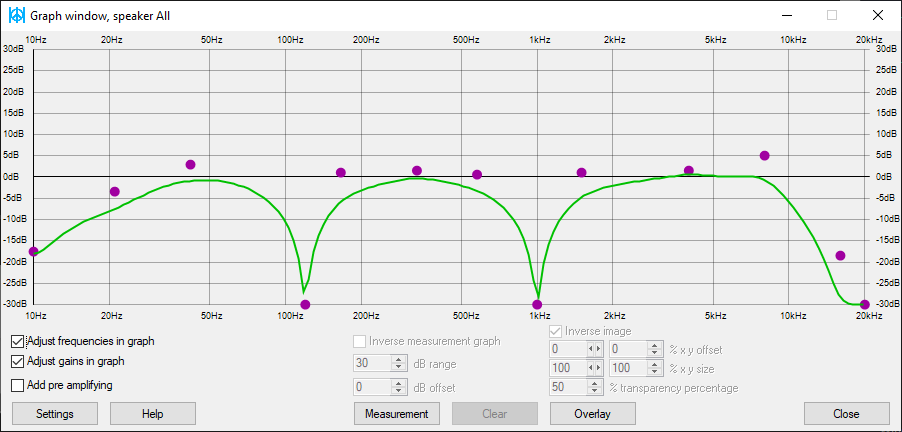 Graph window, speaker All
10Hz 20Hz 50Hz 100Hz 200Hz 500Hz 1kHz 2kHz 5kHz 10kHz 20kHz
30dB 30dB
25dB 25dB
20dB 20dB
15dB 15dB
10dB 10dB
5dB 5dB
0dB 0dB
-5dB -5dB
-10dB -10dB
-15dB -15dB
-20dB -20dB
-25dB -25dB
-30dB -30dB
10Hz 20Hz 50Hz 100Hz 200Hz 500Hz 1kHz 2kHz 5kHz 10kHz 20kHz
Adjust frequencies in graph
Adjust gains in graph
Add pre amplifying
Inverse measurement graph
30 dB range
0 dB offset
Inverse image
0 0 % x y offset
100 100 % x y size
50 % transparency percentage
Settings Help Measurement Clear Overlay Close